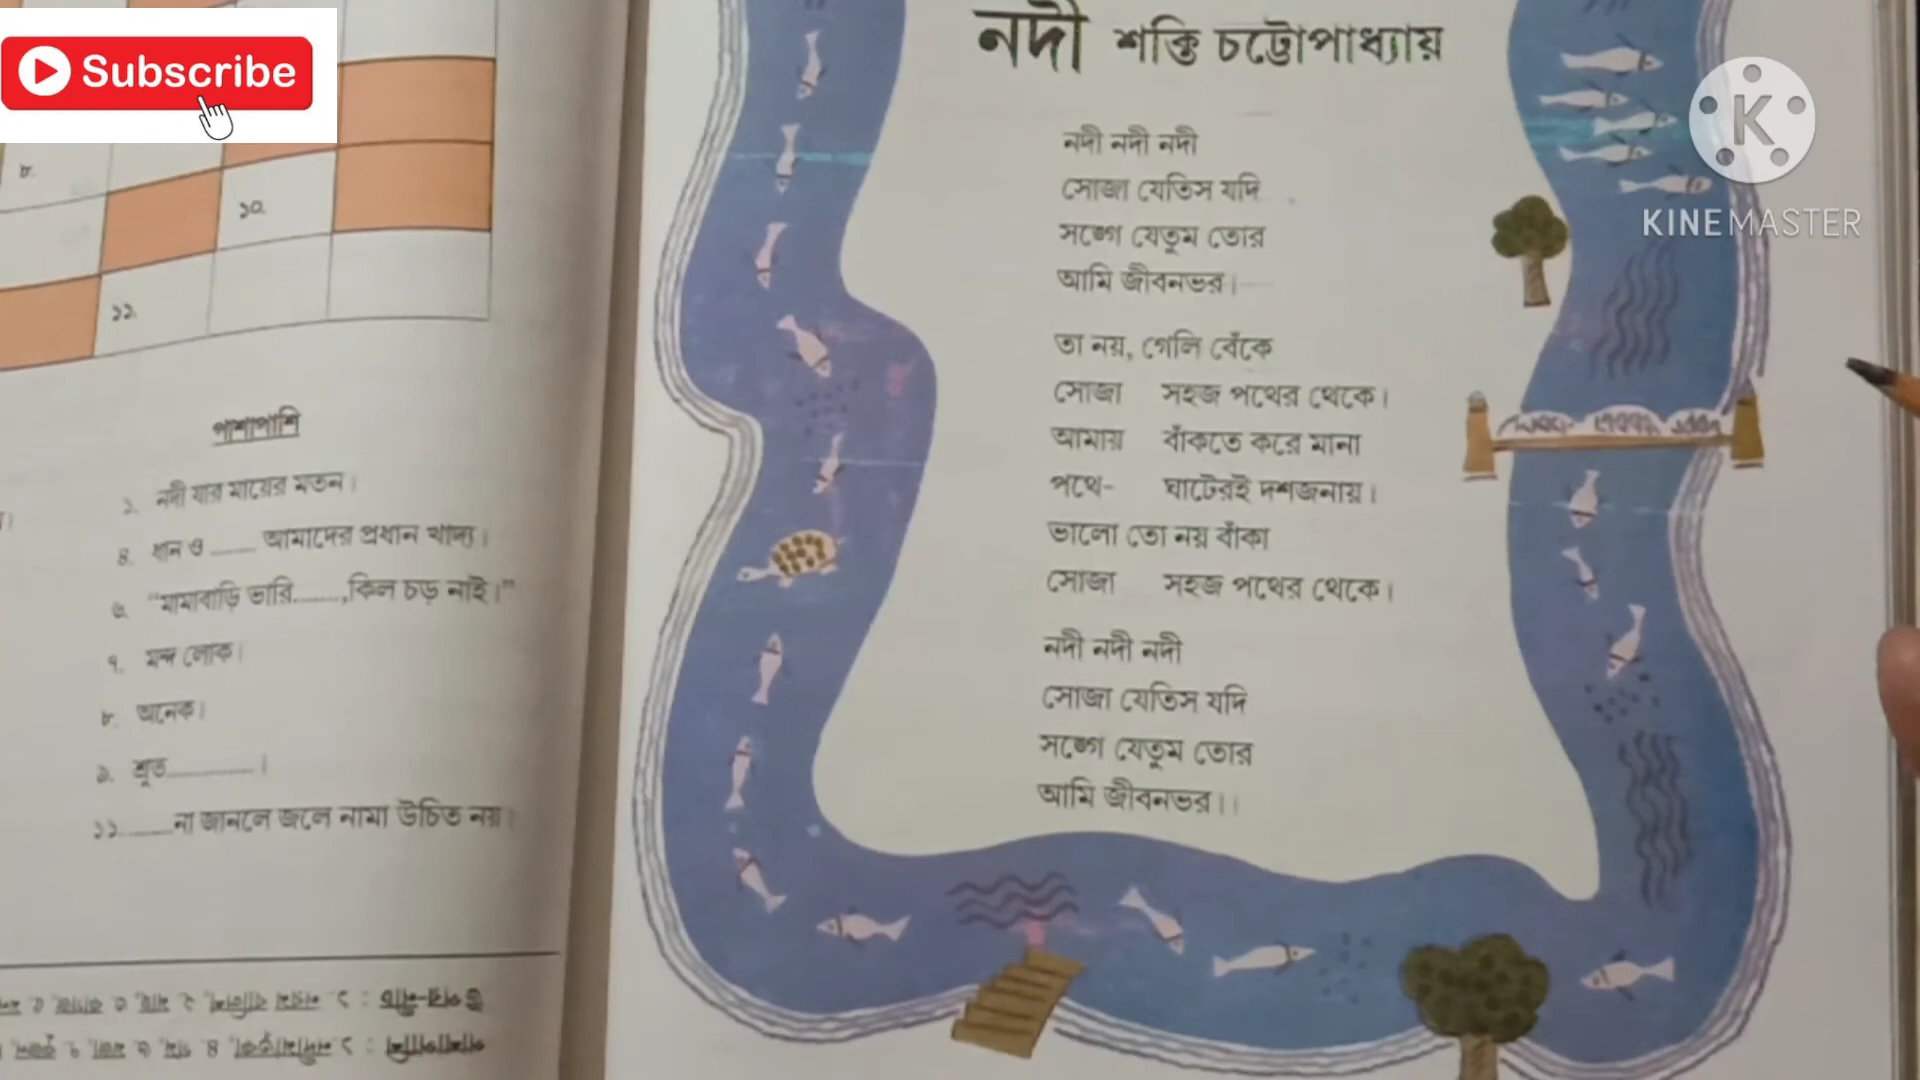 Subscribe
৮.
১০.
১১.
পাশাপাশি
১. নদী যার মায়ের মতন।
৪. ধান ও ...... আমাদের প্রধান খাদ্য।
৬. “মামাবাড়ি ভারি......,কিল চড় নাই।”
৭. মন্দ লোক।
৮. অনেক।
৯. শ্রুত............।
১১.......না জানলে জলে নামা উচিত নয়।
নদী শক্তি চট্টোপাধ্যায়
নদী নদী নদী
সোজা যেতিস যদি
সঙ্গে যেতুম তোর
আমি জীবনভর।
তা নয়, গেলি বেঁকে
সোজা সহজ পথের থেকে।
আমায় বাঁকতে করে মানা
পথে- ঘাটেরই দশজনায়।
ভালো তো নয় বাঁকা
সোজা সহজ পথের থেকে।
নদী নদী নদী
সোজা যেতিস যদি
সঙ্গে যেতুম তোর
আমি জীবনভর।।
K
KINEMASTER